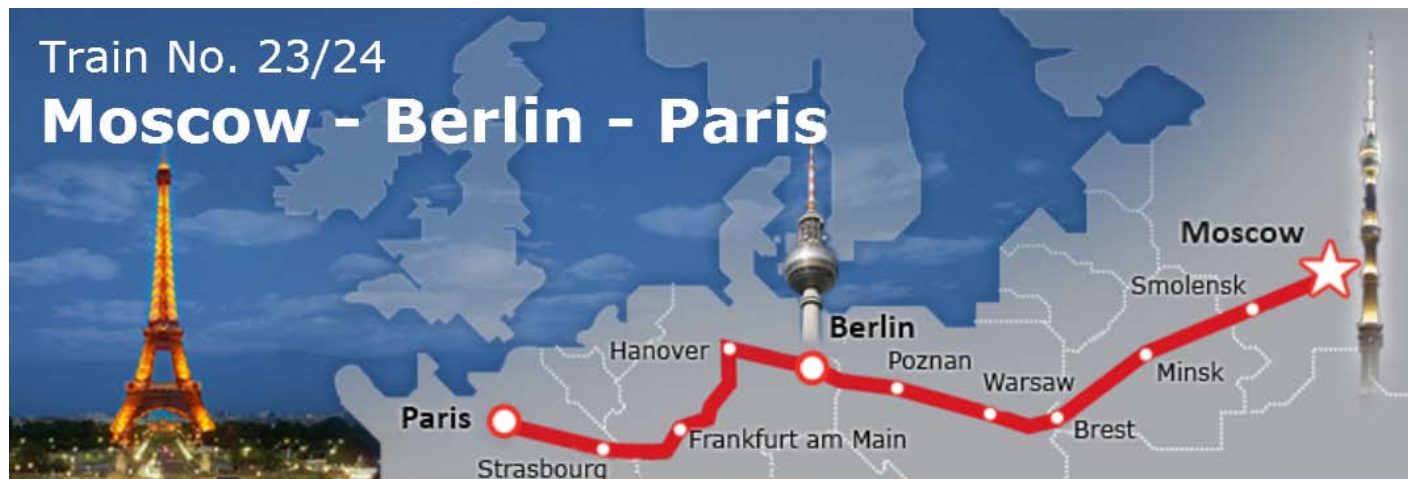 Train No. 23/24
Moscow - Berlin - Paris
Moscow
Smolensk
Berlin
Hanover
Poznan
Minsk
Warsaw
Paris
Brest
Frankfurt am Main
Strasbourg